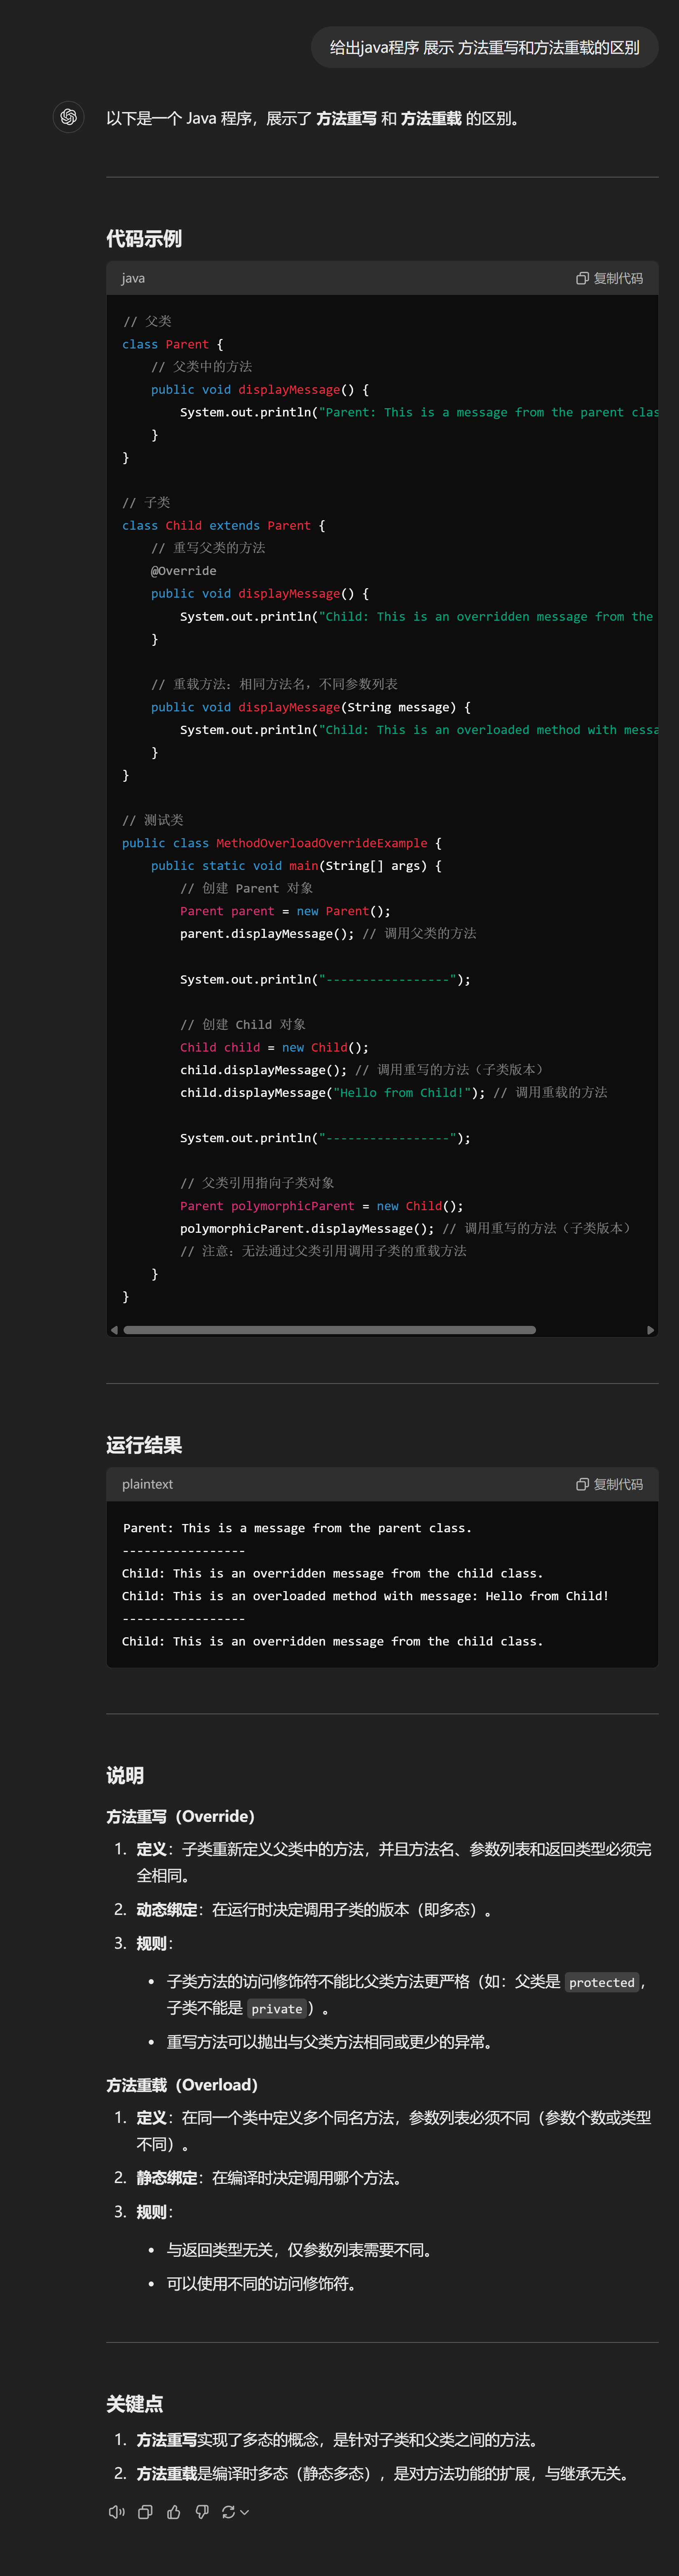 给出java程序 展示 方法重写和方法重载的区别
以下是一个 Java 程序，展示了 方法重写 和 方法重载 的区别。
代码示例
java
复制代码
// 父类
class Parent {
    // 父类中的方法
    public void displayMessage() {
        System.out.println("Parent: This is a message from the parent clas
    }
}
// 子类
class Child extends Parent {
    // 重写父类的方法
    @Override
    public void displayMessage() {
        System.out.println("Child: This is an overridden message from the
    }
    // 重载方法：相同方法名，不同参数列表
    public void displayMessage(String message) {
        System.out.println("Child: This is an overloaded method with messa
    }
}
// 测试类
public class MethodOverloadOverrideExample {
    public static void main(String[] args) {
        // 创建 Parent 对象
        Parent parent = new Parent();
        parent.displayMessage(); // 调用父类的方法
        System.out.println("-----------------");
        // 创建 Child 对象
        Child child = new Child();
        child.displayMessage(); // 调用重写的方法（子类版本）
        child.displayMessage("Hello from Child!"); // 调用重载的方法
        System.out.println("-----------------");
        // 父类引用指向子类对象
        Parent polymorphicParent = new Child();
        polymorphicParent.displayMessage(); // 调用重写的方法（子类版本）
        // 注意：无法通过父类引用调用子类的重载方法
    }
}
运行结果
plaintext
复制代码
Parent: This is a message from the parent class.
-----------------
Child: This is an overridden message from the child class.
Child: This is an overloaded method with message: Hello from Child!
-----------------
Child: This is an overridden message from the child class.
说明
方法重写（Override）
1. 定义：子类重新定义父类中的方法，并且方法名、参数列表和返回类型必须完
全相同。
2. 动态绑定：在运行时决定调用子类的版本（即多态）。
3. 规则：
• 子类方法的访问修饰符不能比父类方法更严格（如：父类是 protected，
子类不能是 private）。
• 重写方法可以抛出与父类方法相同或更少的异常。
方法重载（Overload）
1. 定义：在同一个类中定义多个同名方法，参数列表必须不同（参数个数或类型
不同）。
2. 静态绑定：在编译时决定调用哪个方法。
3. 规则：
• 与返回类型无关，仅参数列表需要不同。
• 可以使用不同的访问修饰符。
关键点
1. 方法重写实现了多态的概念，是针对子类和父类之间的方法。
2. 方法重载是编译时多态（静态多态），是对方法功能的扩展，与继承无关。